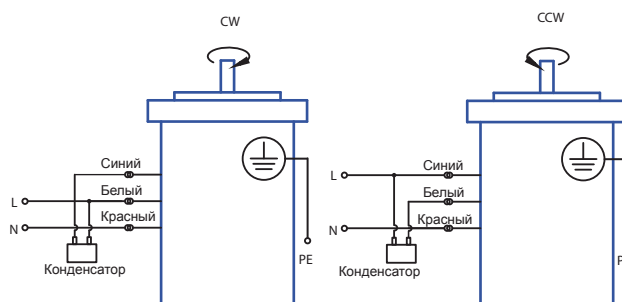 CW
Синий
L
Белый
N
Красный
Конденсатор
PE
CCW
L
Синий
Белый
N
Красный
Конденсатор
P